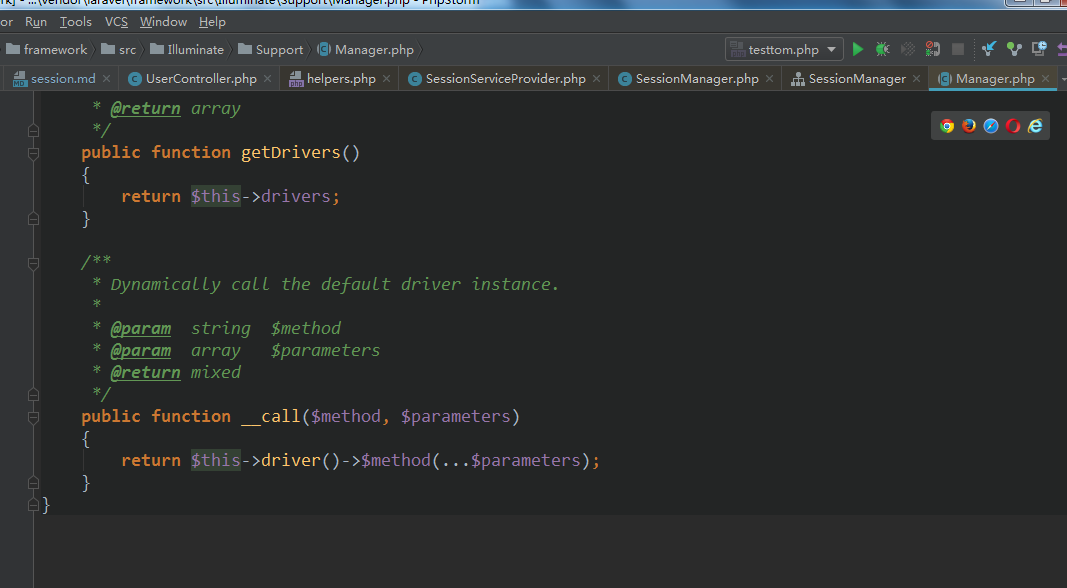 rk] - ...\vendor\laravel\framework\src\Illuminate\Support\Manager.php - PhpStorm
or Run Tools VCS Window Help
framework src Illuminate Support Manager.php testtom.php
session.md UserController.php helpers.php SessionServiceProvider.php SessionManager.php SessionManager Manager.php
* @return array
*/
public function getDrivers()
{
return $this->drivers;
}
/**
* Dynamically call the default driver instance.
*
* @param string $method
* @param array $parameters
* @return mixed
*/
public function __call($method, $parameters)
{
return $this->driver()->$method(...$parameters);
}
}